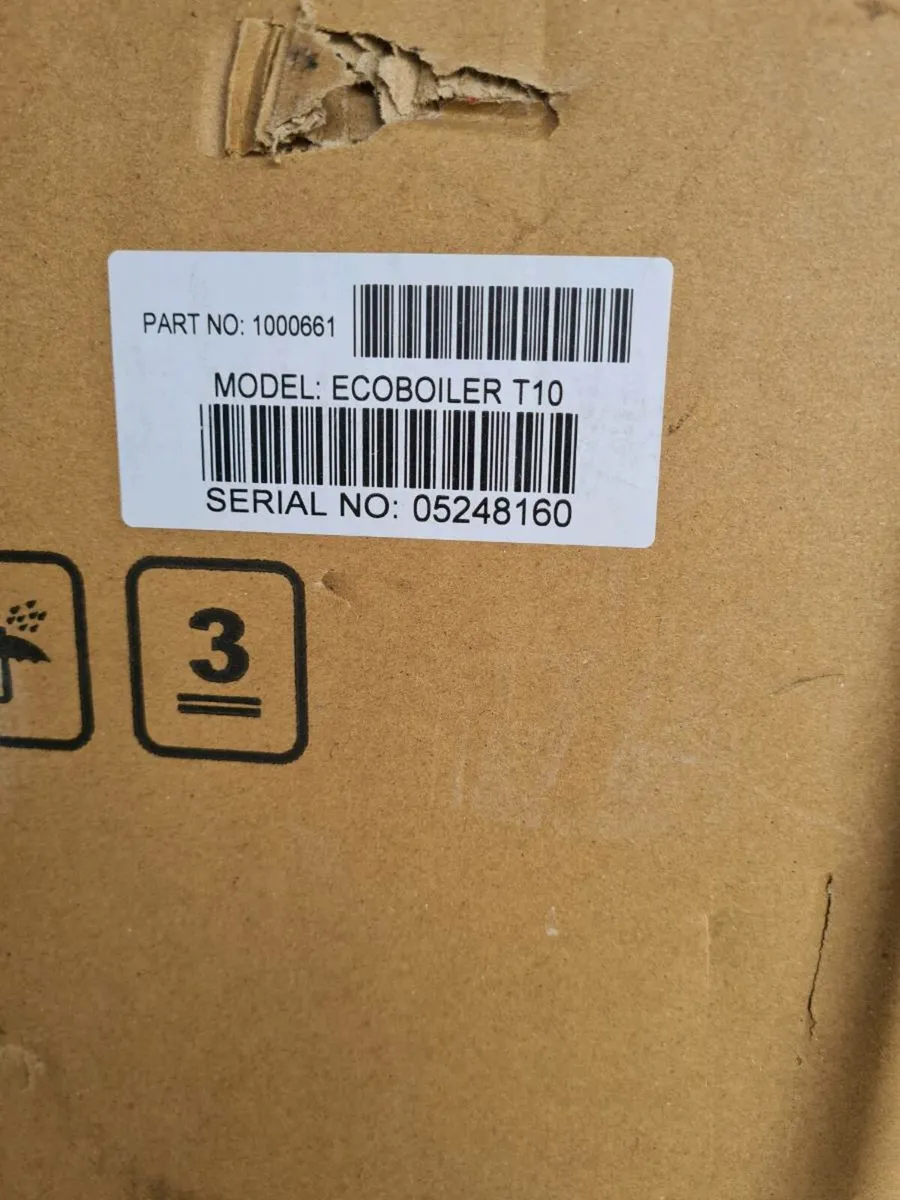 PART NO: 1000661
MODEL: ECOBOILER T10
SERIAL NO: 05248160
3